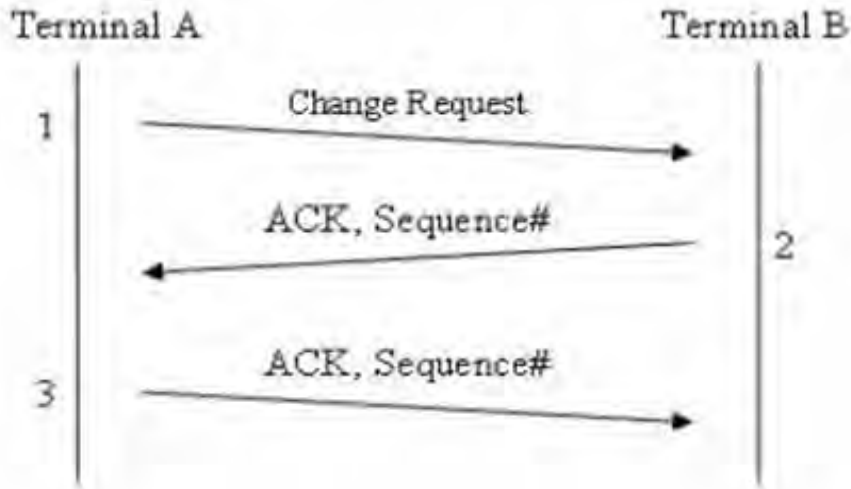 Terminal A
Terminal B
Change Request
1
ACK, Sequence#
2
ACK, Sequence#
3